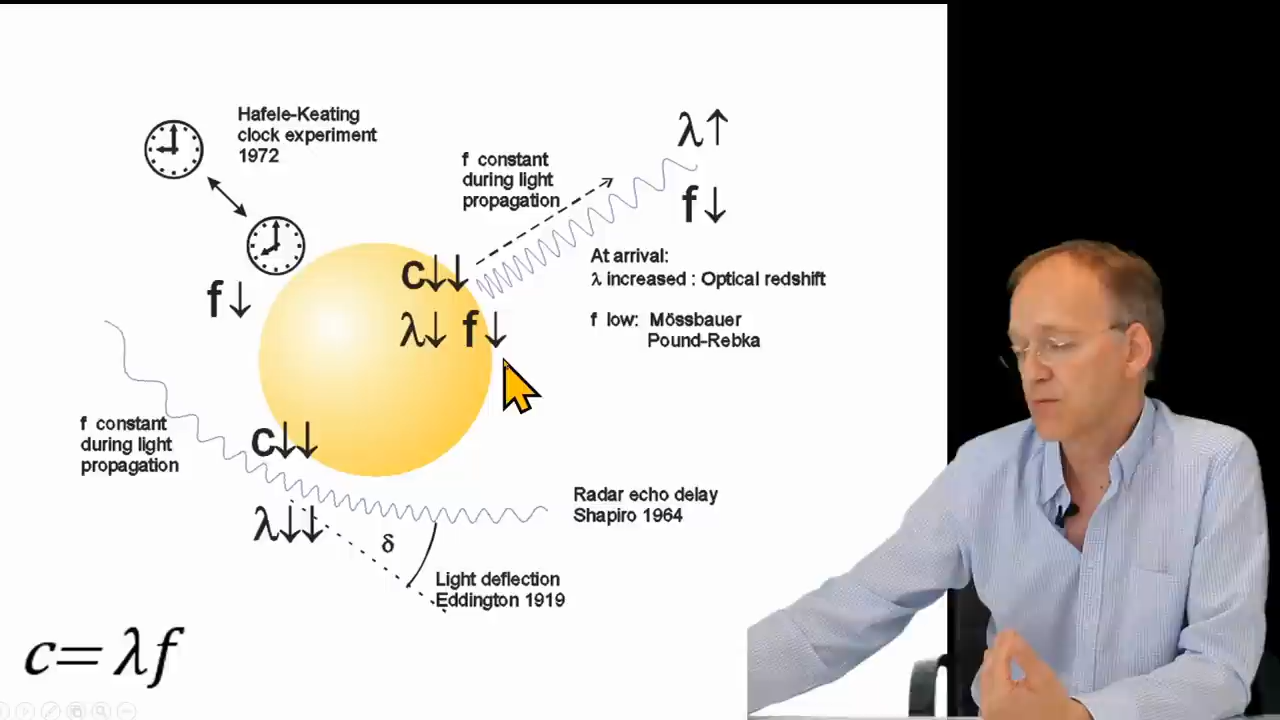 Hafele-Keating
clock experiment
1972
f↓
f constant
during light
propagation
λ↑
f↓
At arrival:
λ increased : Optical redshift
f low: Mössbauer
Pound-Rebka
c↓↓
λ↓ f↓
f constant
during light
propagation
c↓↓
λ↓↓
δ
Radar echo delay
Shapiro 1964
Light deflection
Eddington 1919
c=λf